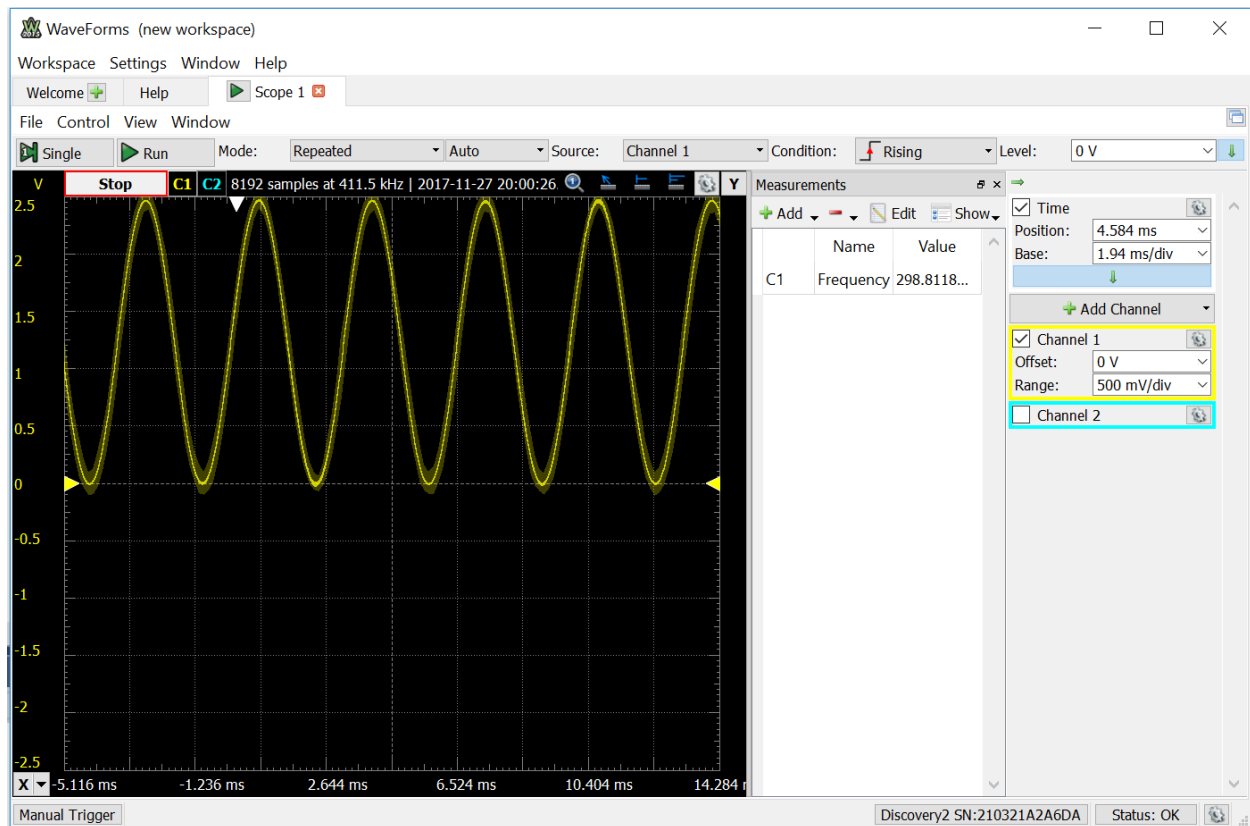 WaveForms (new workspace)
Workspace Settings Window Help
Welcome Help Scope 1
File Control View Window
Single Run Mode: Repeated Auto Source: Channel 1 Condition: Rising Level: 0 V
V Stop C1 C2 8192 samples at 411.5 kHz | 2017-11-27 20:00:26. Y
2.5
2
1.5
1
0.5
0
-0.5
-1
-1.5
-2
-2.5
X -5.116 ms -1.236 ms 2.644 ms 6.524 ms 10.404 ms 14.284
Measurements
Add Edit Show
Name Value
C1 Frequency 298.8118...
Time
Position: 4.584 ms
Base: 1.94 ms/div
Add Channel
Channel 1
Offset: 0 V
Range: 500 mV/div
Channel 2
Manual Trigger Discovery2 SN:210321A2A6DA Status: OK